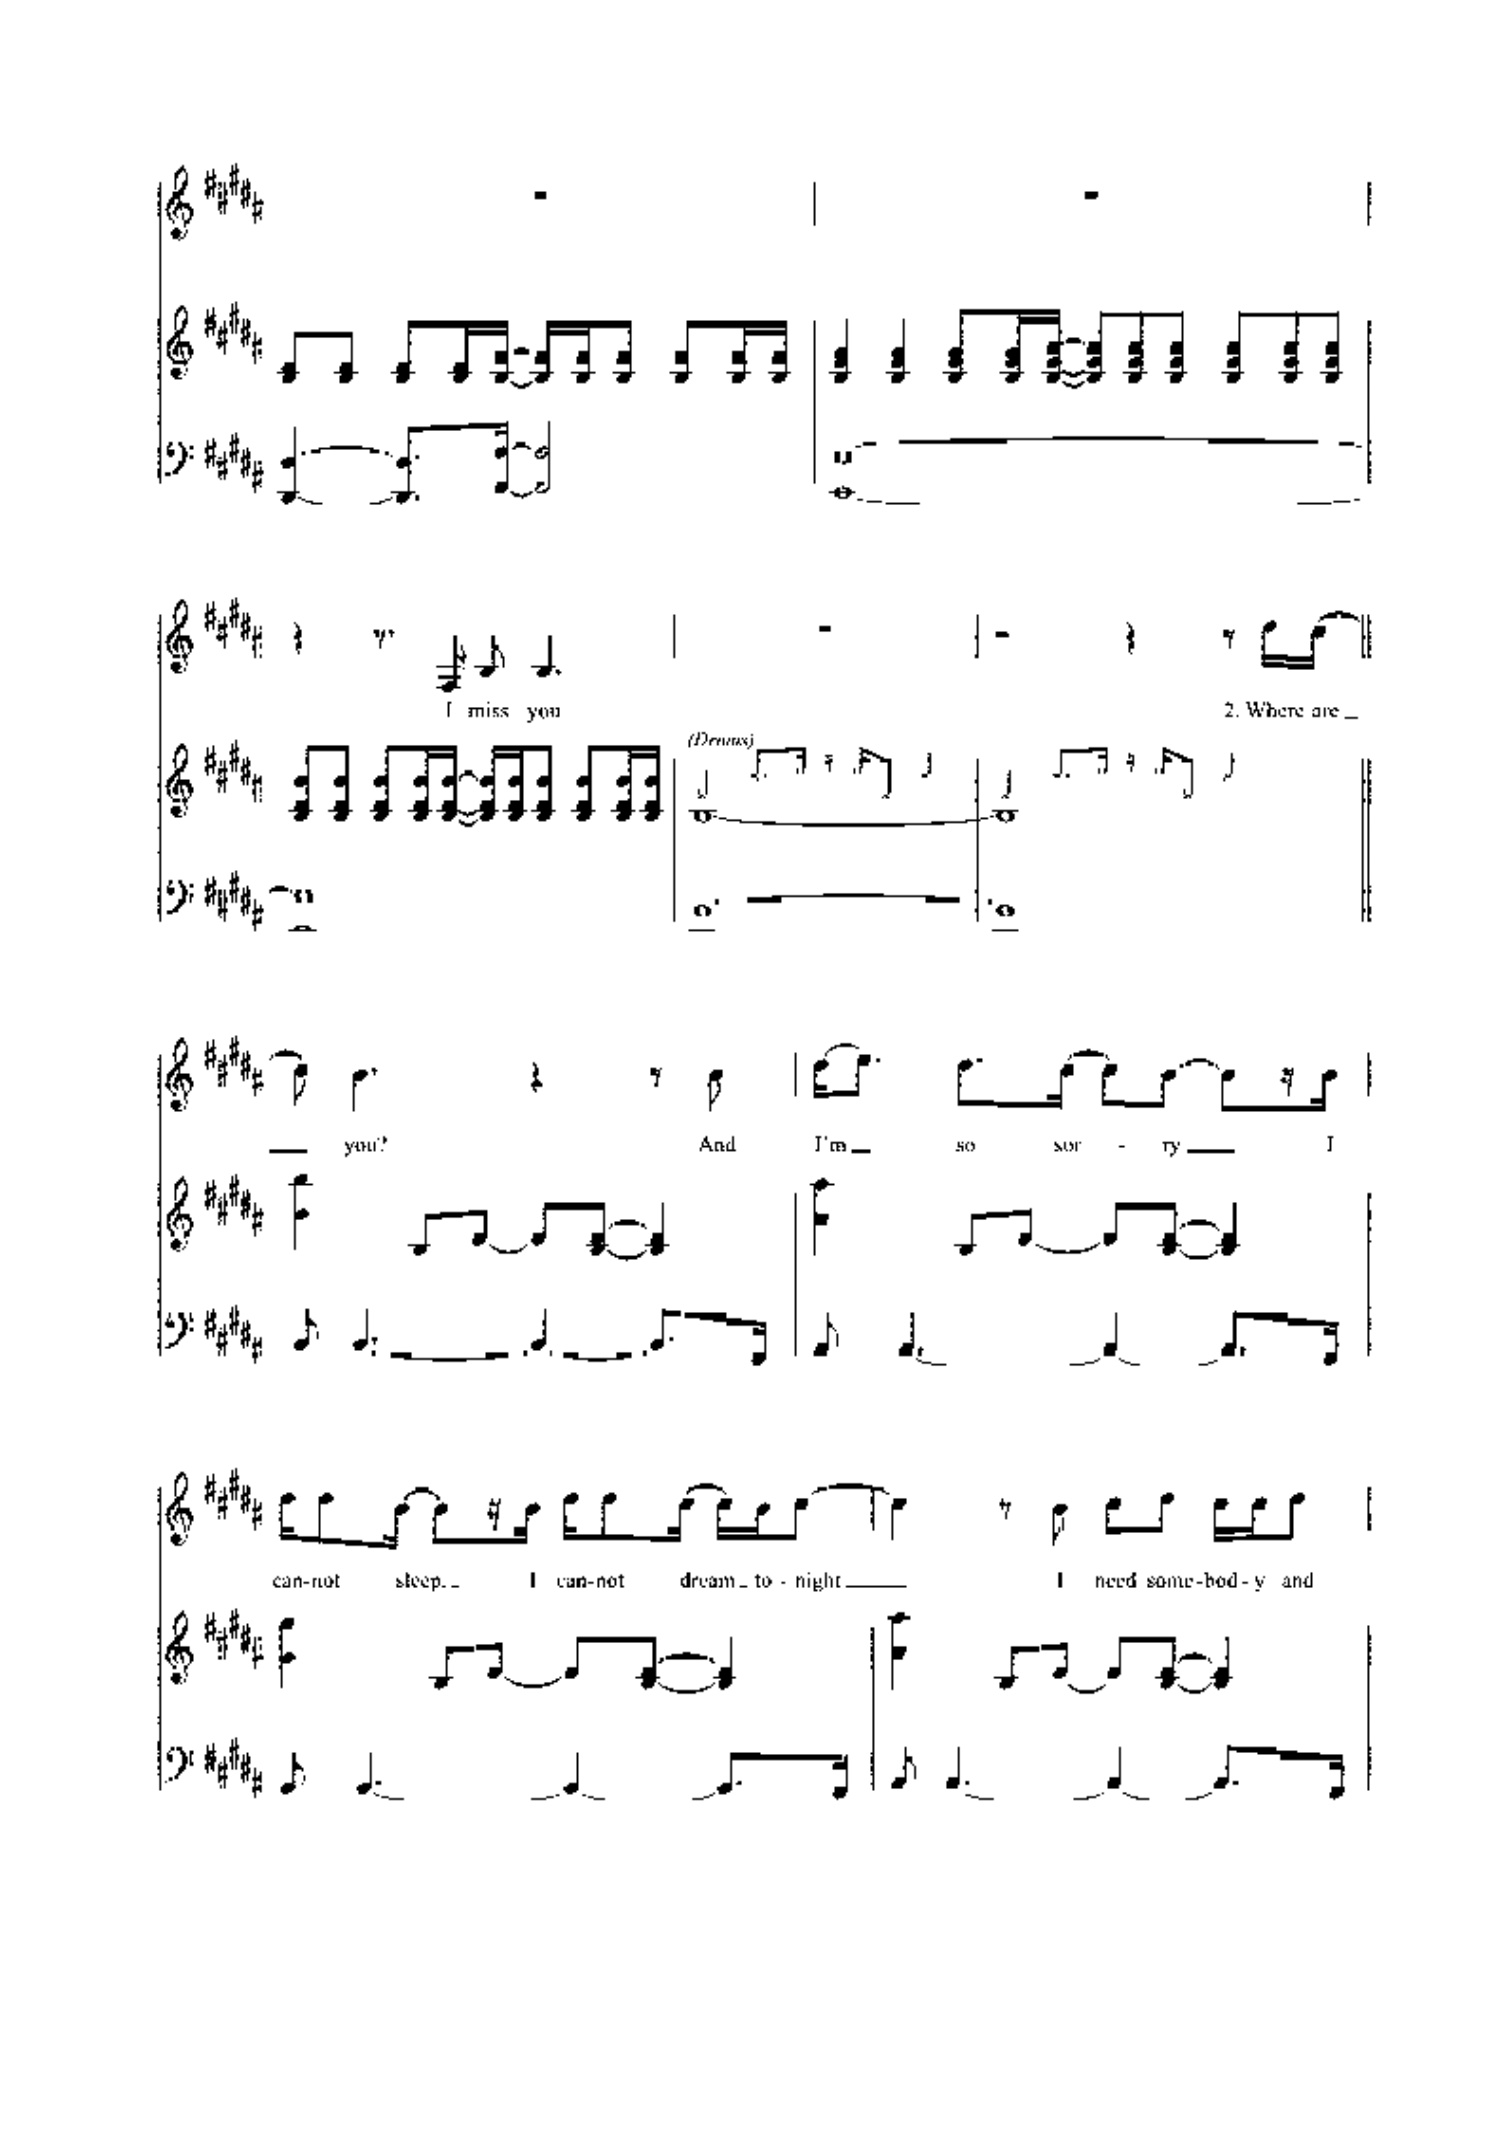 I miss you 2. Where are
(Drums)
you? And I'm so sor - ry I
can-not sleep. I can-not dream to - night I need some-bod - y and